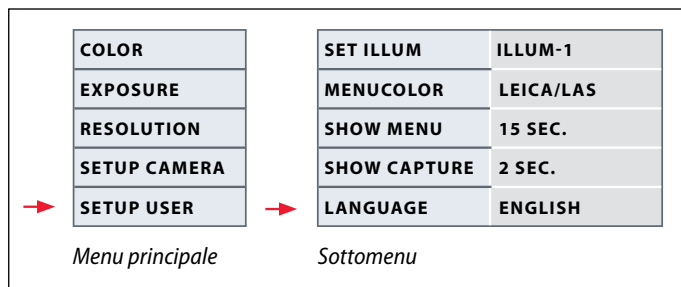 COLOR
EXPOSURE
RESOLUTION
SETUP CAMERA
SETUP USER
Menu principale
SET ILLUM ILLUM-1
MENUCOLOR LEICA/LAS
SHOW MENU 15 SEC.
SHOW CAPTURE 2 SEC.
LANGUAGE ENGLISH
Sottomenu